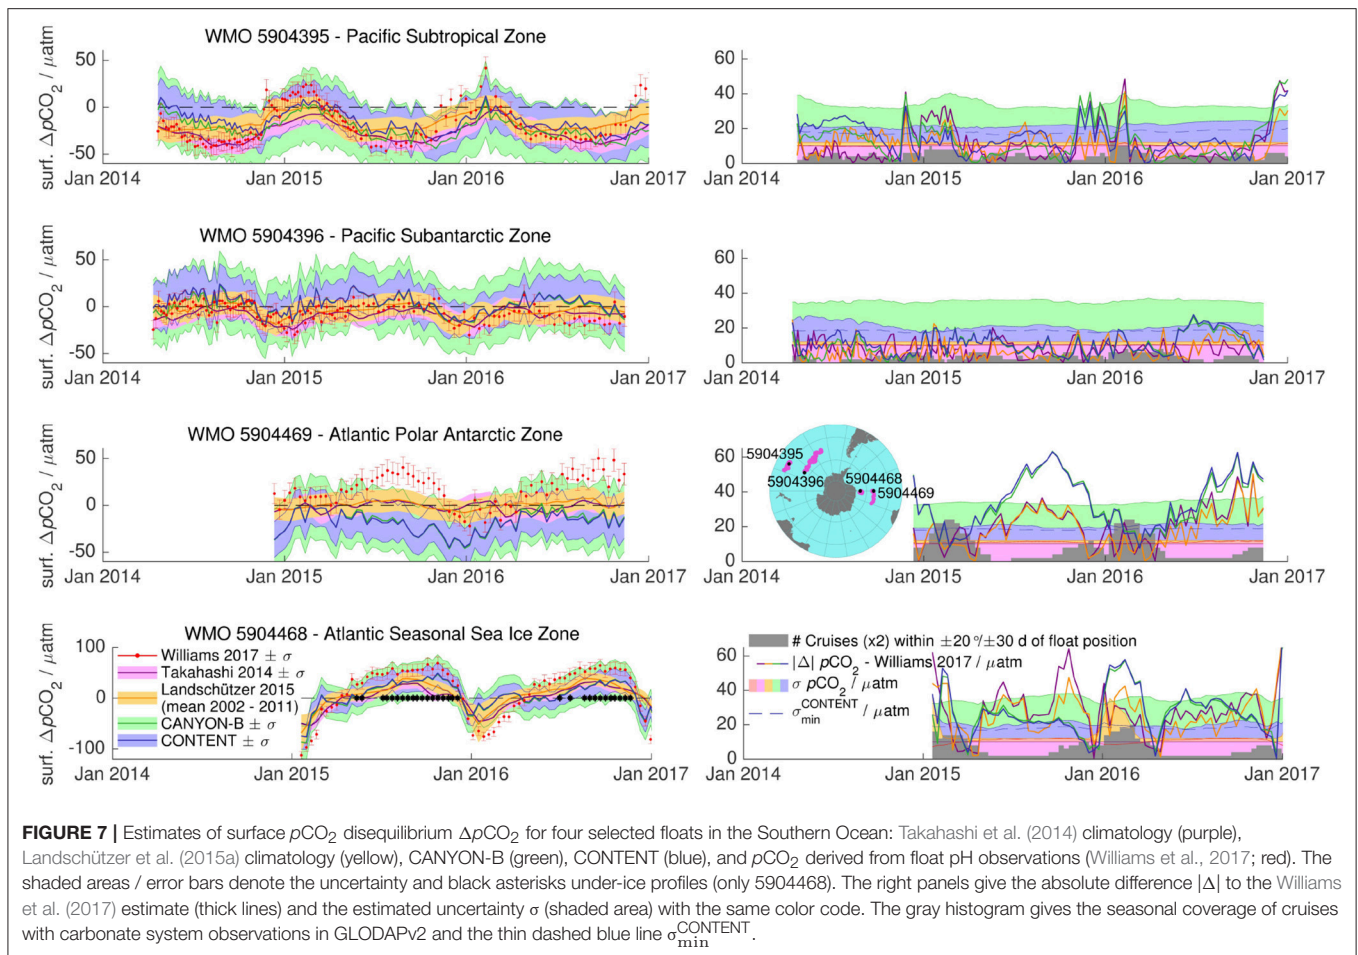 WMO 5904395 - Pacific Subtropical Zone
surf. ΔpCO2 / μatm
50
0
-50
Jan 2014
Jan 2015
Jan 2016
Jan 2017
60
40
20
0
Jan 2014
Jan 2015
Jan 2016
Jan 2017
WMO 5904396 - Pacific Subantarctic Zone
surf. ΔpCO2 / μatm
50
0
-50
Jan 2014
Jan 2015
Jan 2016
Jan 2017
60
40
20
0
Jan 2014
Jan 2015
Jan 2016
Jan 2017
WMO 5904469 - Atlantic Polar Antarctic Zone
surf. ΔpCO2 / μatm
50
0
-50
Jan 2014
Jan 2015
Jan 2016
Jan 2017
5904395
5904396
5904468
5904469
60
40
20
0
Jan 2014
Jan 2015
Jan 2016
Jan 2017
WMO 5904468 - Atlantic Seasonal Sea Ice Zone
surf. ΔpCO2 / μatm
100
0
-100
Williams 2017 ± σ
Takahashi 2014 ± σ
Landschützer 2015
(mean 2002 - 2011)
CANYON-B ± σ
CONTENT ± σ
Jan 2014
Jan 2015
Jan 2016
Jan 2017
# Cruises (x2) within ±20 °/±30 d of float position
|Δ| pCO2 - Williams 2017 / μatm
σ pCO2 / μatm
σ min CONTENT / μatm
60
40
20
0
Jan 2014
Jan 2015
Jan 2016
Jan 2017
FIGURE 7 | Estimates of surface pCO2 disequilibrium ΔpCO2 for four selected floats in the Southern Ocean: Takahashi et al. (2014) climatology (purple),
Landschützer et al. (2015a) climatology (yellow), CANYON-B (green), CONTENT (blue), and pCO2 derived from float pH observations (Williams et al., 2017; red). The
shaded areas / error bars denote the uncertainty and black asterisks under-ice profiles (only 5904468). The right panels give the absolute difference |Δ| to the Williams
et al. (2017) estimate (thick lines) and the estimated uncertainty σ (shaded area) with the same color code. The gray histogram gives the seasonal coverage of cruises
with carbonate system observations in GLODAPv2 and the thin dashed blue line σ min CONTENT.